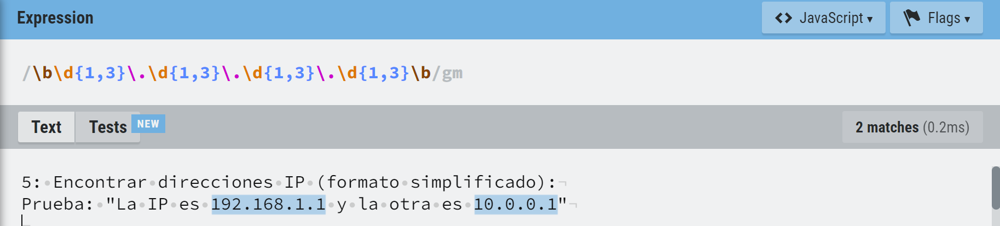 Expression
<> JavaScript ▾
Flags ▾
/\b\d{1,3}\.\d{1,3}\.\d{1,3}\.\d{1,3}\b/gm
Text
Tests
NEW
2 matches (0.2ms)
5: Encontrar direcciones IP (formato simplificado):
Prueba: "La IP es 192.168.1.1 y la otra es 10.0.0.1"